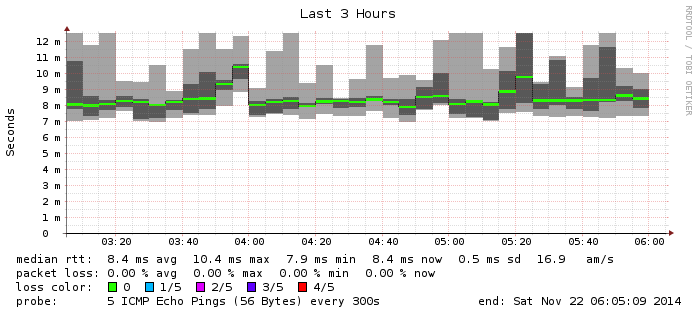 Last 3 Hours
RRDTOOL / TOBI OETIKER
Seconds
12 m
11 m
10 m
9 m
8 m
7 m
6 m
5 m
4 m
3 m
2 m
1 m
0
03:20 03:40 04:00 04:20 04:40 05:00 05:20 05:40 06:00
median rtt: 8.4 ms avg 10.4 ms max 7.9 ms min 8.4 ms now 0.5 ms sd 16.9 am/s
packet loss: 0.00 % avg 0.00 % max 0.00 % min 0.00 % now
loss color: 0 1/5 2/5 3/5 4/5
probe: 5 ICMP Echo Pings (56 Bytes) every 300s end: Sat Nov 22 06:05:09 2014